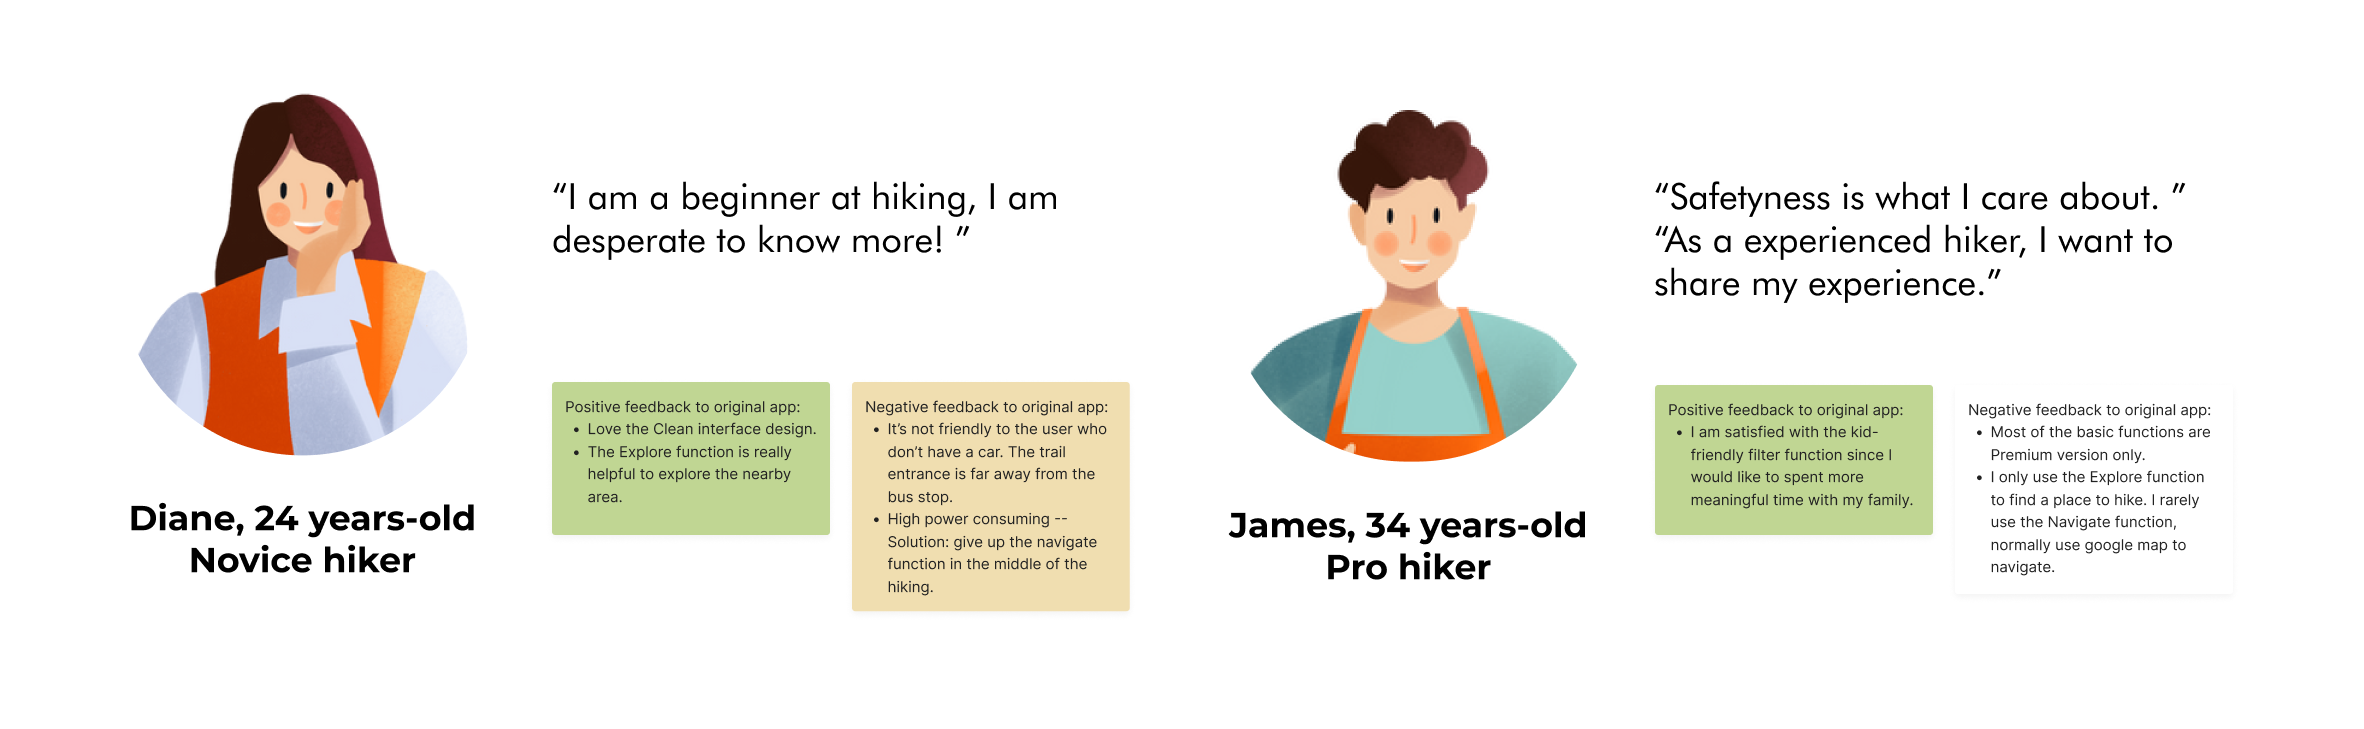 “I am a beginner at hiking, I am
desperate to know more! ”
Positive feedback to original app:
• Love the Clean interface design.
• The Explore function is really
helpful to explore the nearby
area.
Negative feedback to original app:
• It’s not friendly to the user who
don’t have a car. The trail
entrance is far away from the
bus stop.
• High power consuming --
Solution: give up the navigate
function in the middle of the
hiking.
Diane, 24 years-old
Novice hiker
“Safetyness is what I care about. ”
“As a experienced hiker, I want to
share my experience.”
Positive feedback to original app:
• I am satisfied with the kid-
friendly filter function since I
would like to spent more
meaningful time with my family.
Negative feedback to original app:
• Most of the basic functions are
Premium version only.
• I only use the Explore function
to find a place to hike. I rarely
use the Navigate function,
normally use google map to
navigate.
James, 34 years-old
Pro hiker